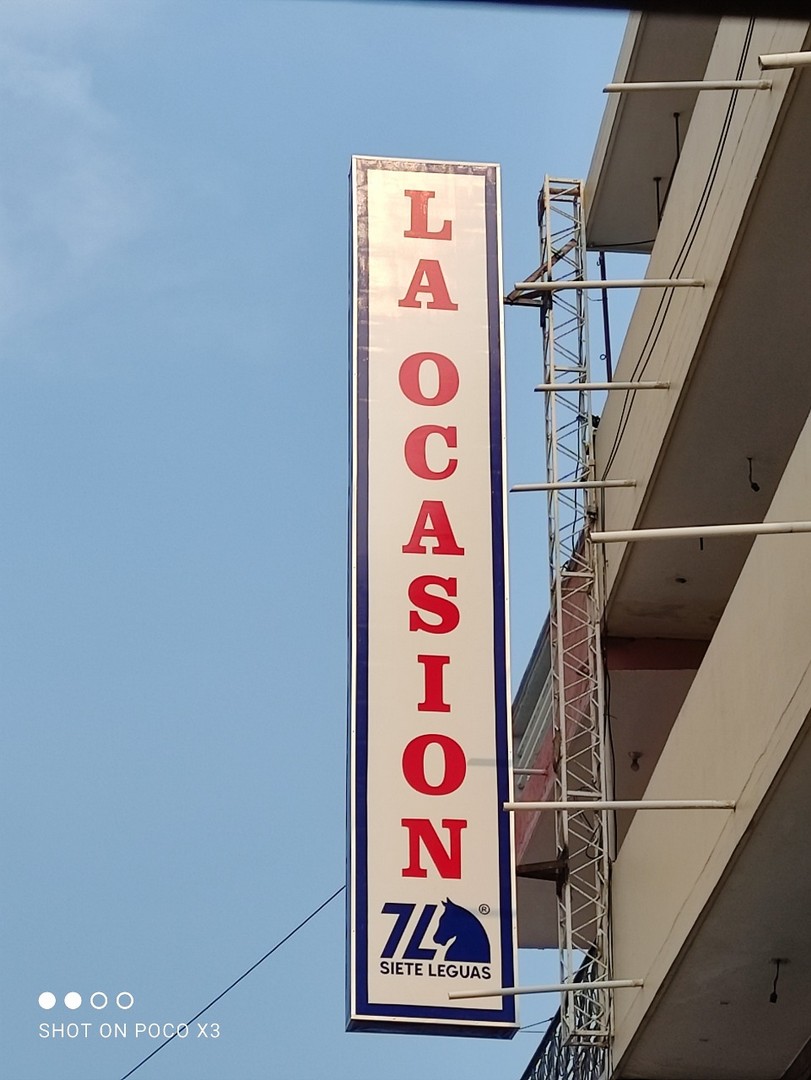 LA OCASION
7L ®
SIETE LEGUAS
SHOT ON POCO X3